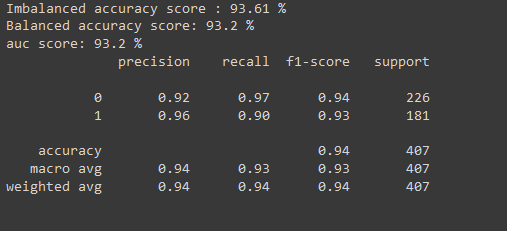 Imbalanced accuracy score : 93.61 %
Balanced accuracy score: 93.2 %
auc score: 93.2 %
precision recall f1-score support
0 0.92 0.97 0.94 226
1 0.96 0.90 0.93 181
accuracy 0.94 407
macro avg 0.94 0.93 0.93 407
weighted avg 0.94 0.94 0.94 407